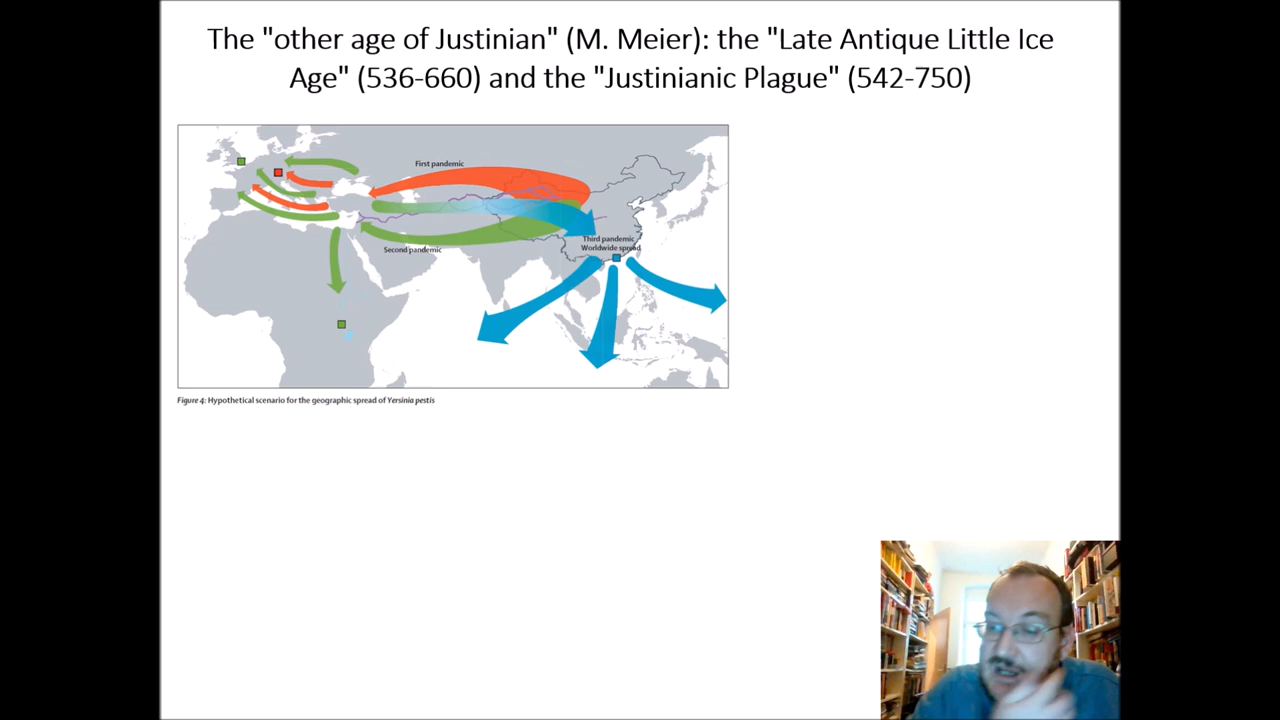 The "other age of Justinian" (M. Meier): the "Late Antique Little Ice
Age" (536-660) and the "Justinianic Plague" (542-750)
First pandemic
Third pandemic
Worldwide spread
Second pandemic
Figure 4: Hypothetical scenario for the geographic spread of Yersinia pestis